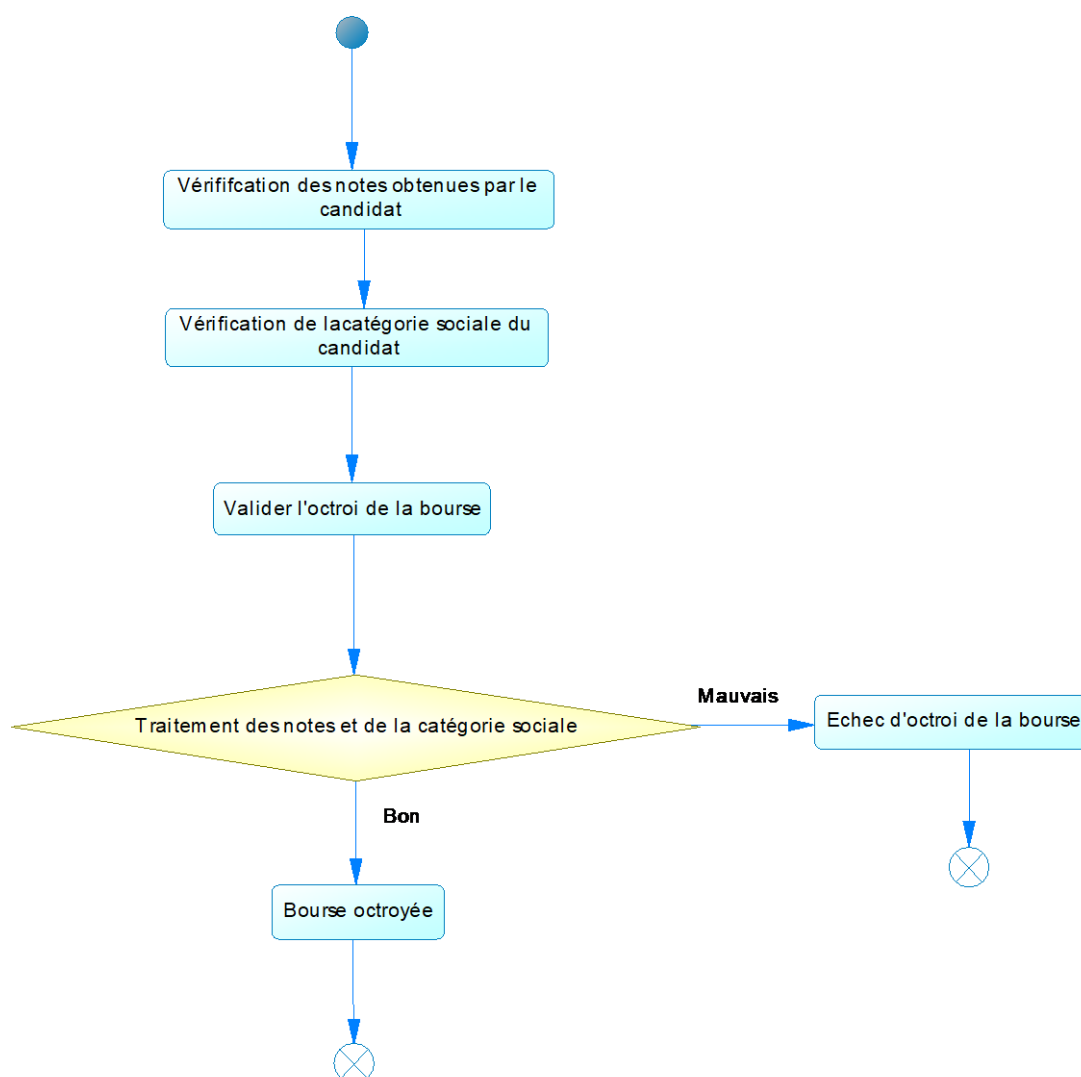 Vérififcation des notes obtenues par le
candidat
Vérification de lacatégorie sociale du
candidat
Valider l'octroi de la bourse
Traitement des notes et de la catégorie sociale
Mauvais
Echec d'octroi de la bourse
Bon
Bourse octroyée